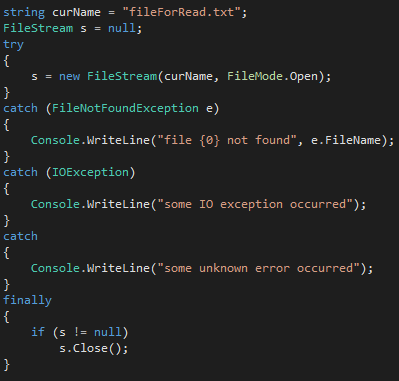 string curName = "fileForRead.txt";
FileStream s = null;
try
{
    s = new FileStream(curName, FileMode.Open);
}
catch (FileNotFoundException e)
{
    Console.WriteLine("file {0} not found", e.FileName);
}
catch (IOException)
{
    Console.WriteLine("some IO exception occurred");
}
catch
{
    Console.WriteLine("some unknown error occurred");
}
finally
{
    if (s != null)
        s.Close();
}